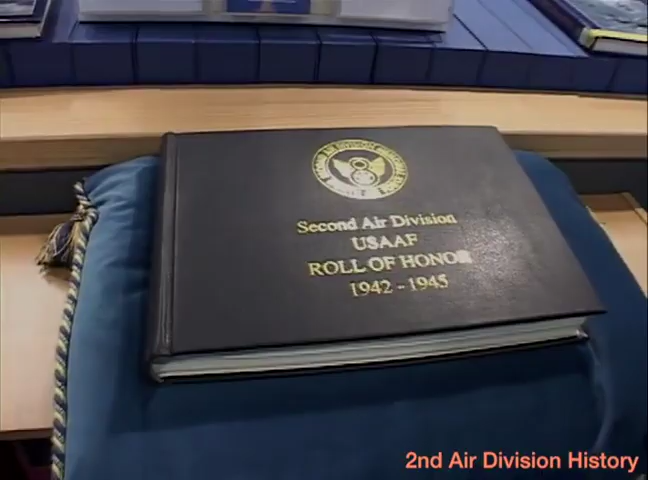 Second Air Division
USAAF
ROLL OF HONOR
1942 - 1945
2nd Air Division History